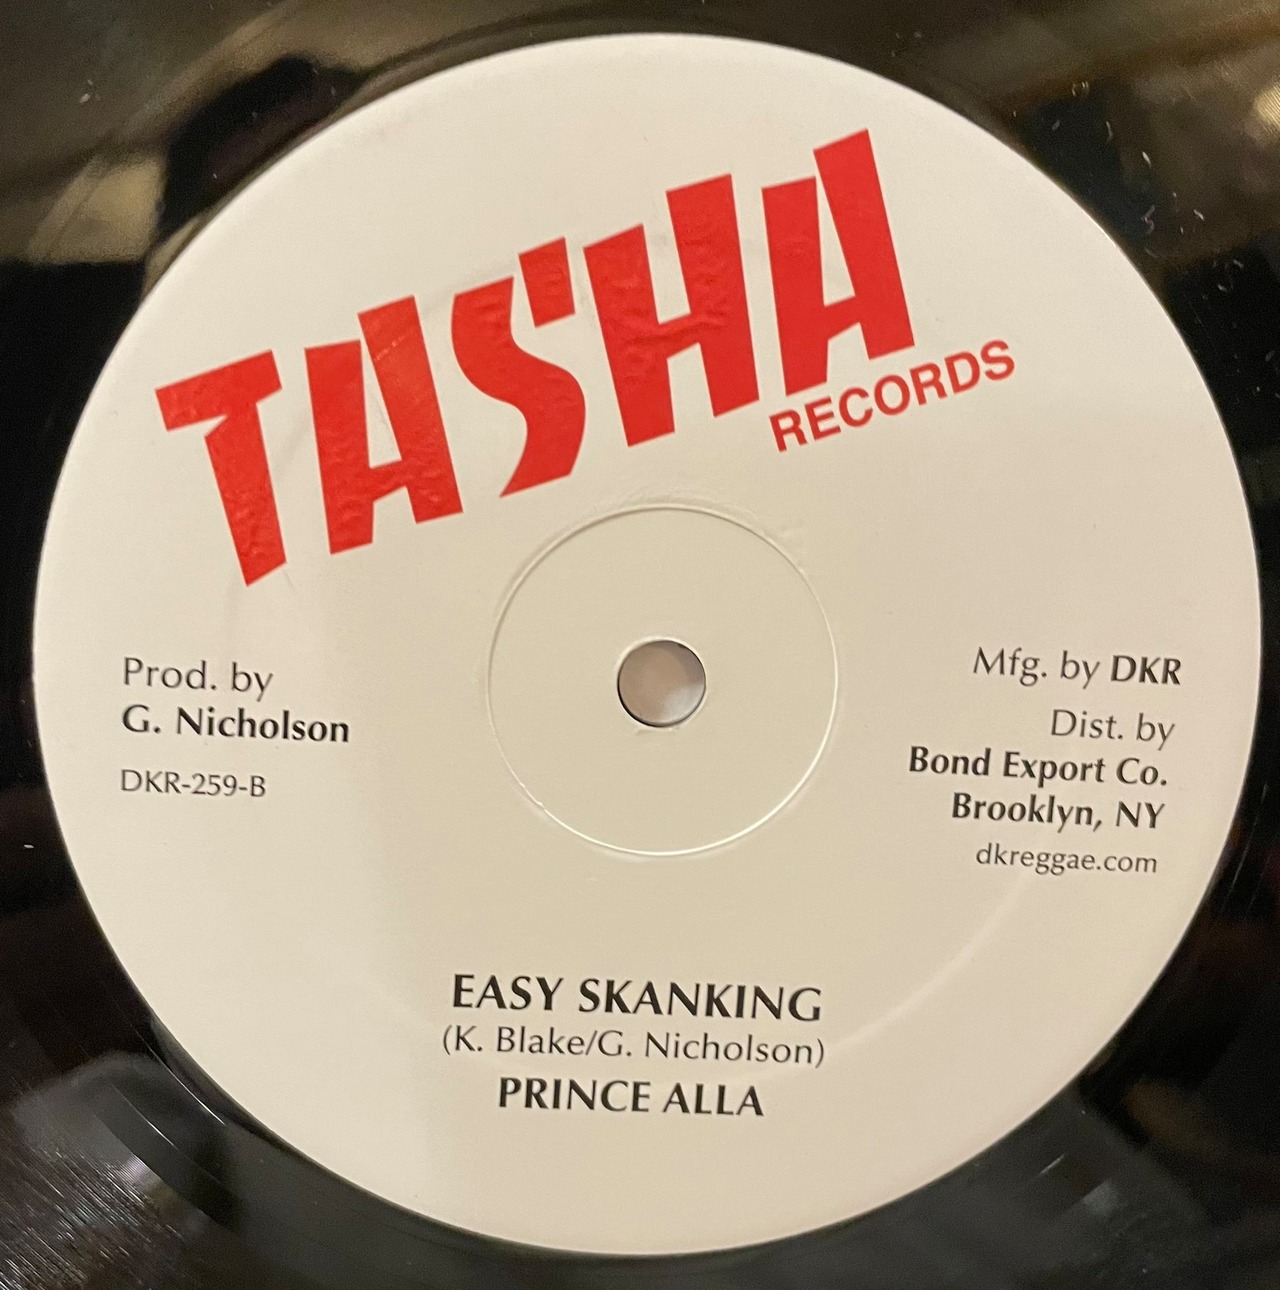 TASHA
RECORDS
Prod. by
G. Nicholson
DKR-259-B
Mfg. by DKR
Dist. by
Bond Export Co.
Brooklyn, NY
dkreggae.com
EASY SKANKING
(K. Blake/G. Nicholson)
PRINCE ALLA